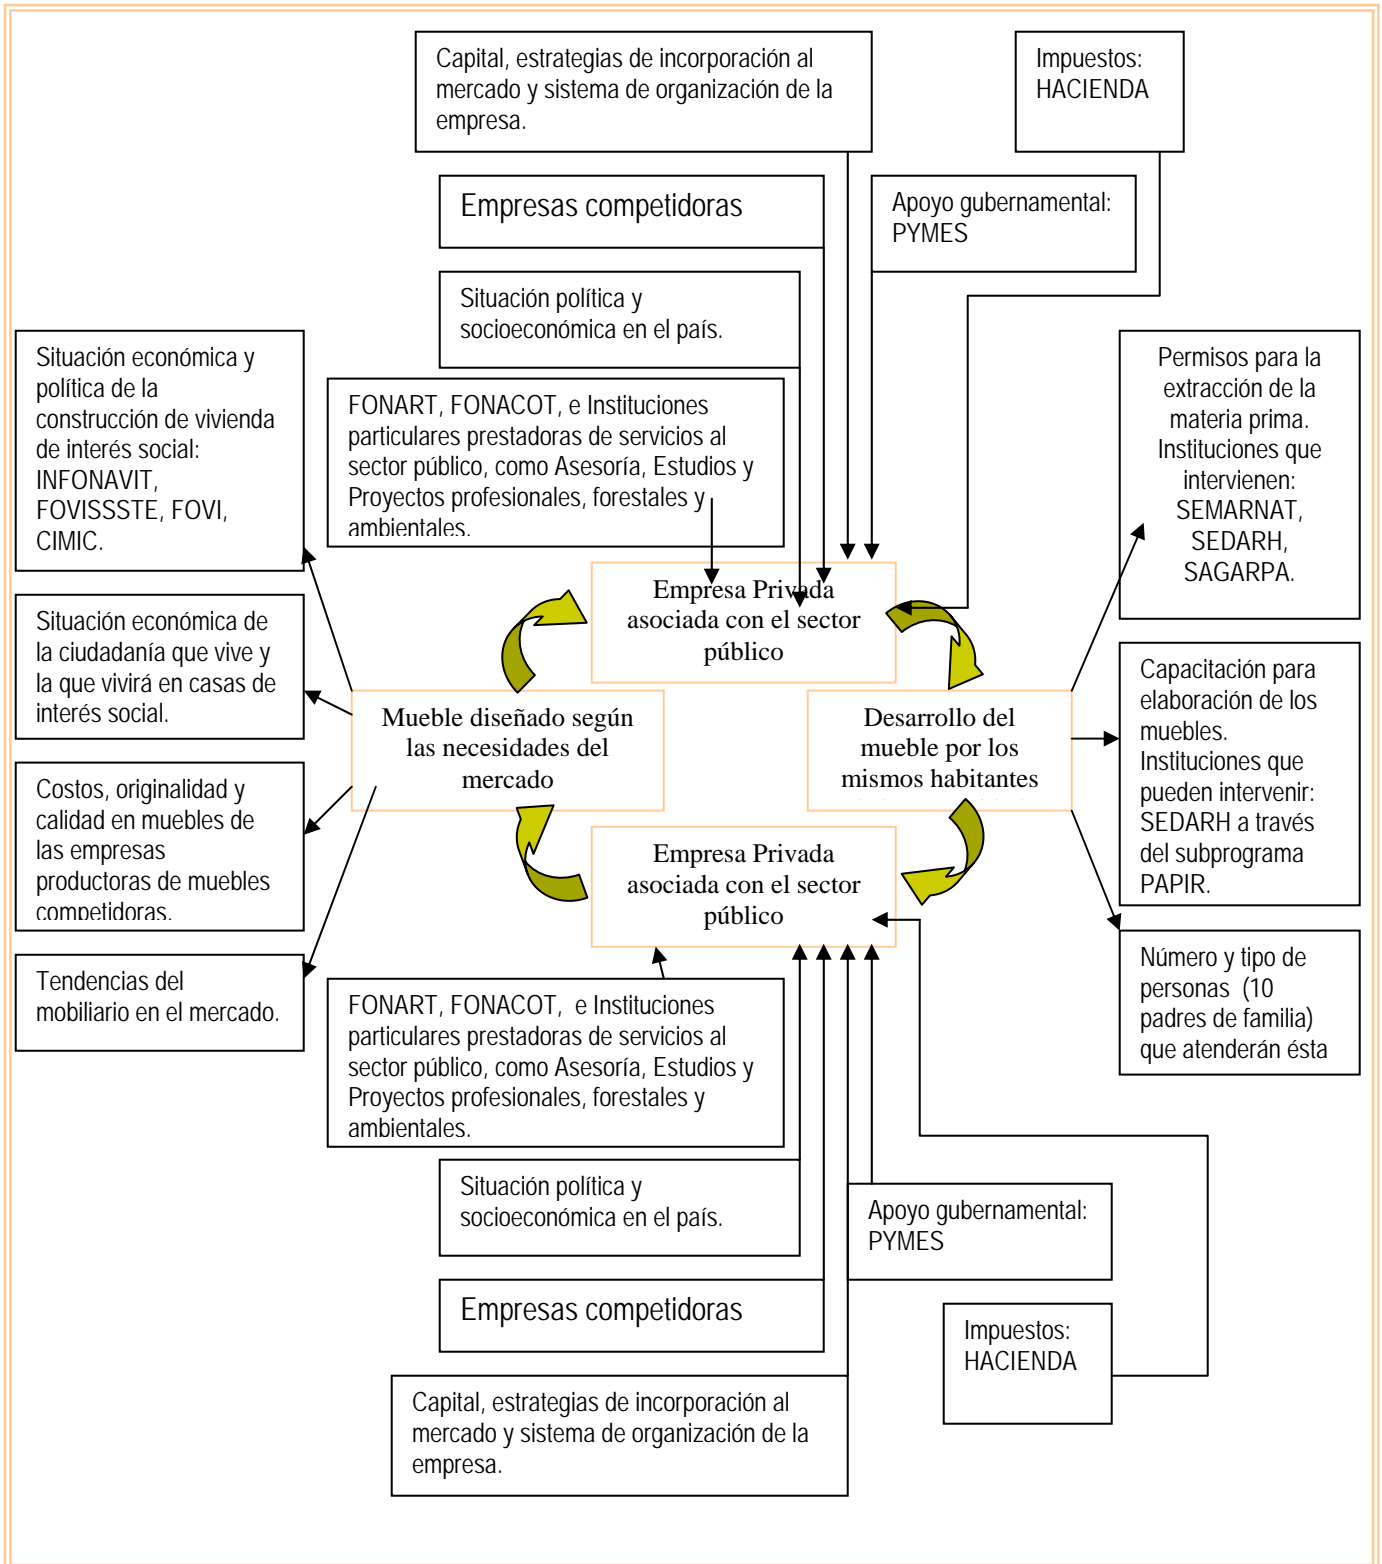 Capital, estrategias de incorporación al
mercado y sistema de organización de la
empresa.
Impuestos:
HACIENDA
Empresas competidoras
Apoyo gubernamental:
PYMES
Situación política y
socioeconómica en el país.
Situación económica y
política de la
construcción de vivienda
de interés social:
INFONAVIT,
FOVISSSTE, FOVI,
CIMIC.
FONART, FONACOT, e Instituciones
particulares prestadoras de servicios al
sector público, como Asesoría, Estudios y
Proyectos profesionales, forestales y
ambientales.
Permisos para la
extracción de la
materia prima.
Instituciones que
intervienen:
SEMARNAT,
SEDARH,
SAGARPA.
Empresa Privada
asociada con el sector
público
Situación económica de
la ciudadanía que vive y
la que vivirá en casas de
interés social.
Mueble diseñado según
las necesidades del
mercado
Desarrollo del
mueble por los
mismos habitantes
Capacitación para
elaboración de los
muebles.
Instituciones que
pueden intervenir:
SEDARH a través
del subprograma
PAPIR.
Costos, originalidad y
calidad en muebles de
las empresas
productoras de muebles
competidoras.
Empresa Privada
asociada con el sector
público
Tendencias del
mobiliario en el mercado.
FONART, FONACOT, e Instituciones
particulares prestadoras de servicios al
sector público, como Asesoría, Estudios y
Proyectos profesionales, forestales y
ambientales.
Número y tipo de
personas (10
padres de familia)
que atenderán ésta
Situación política y
socioeconómica en el país.
Apoyo gubernamental:
PYMES
Empresas competidoras
Impuestos:
HACIENDA
Capital, estrategias de incorporación al
mercado y sistema de organización de la
empresa.